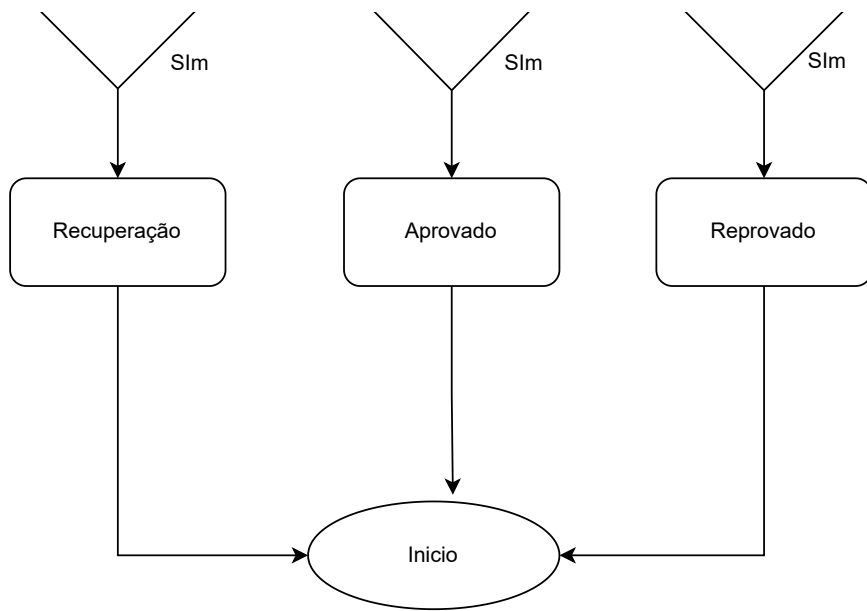 SIm
SIm
SIm
Recuperação
Aprovado
Reprovado
Inicio